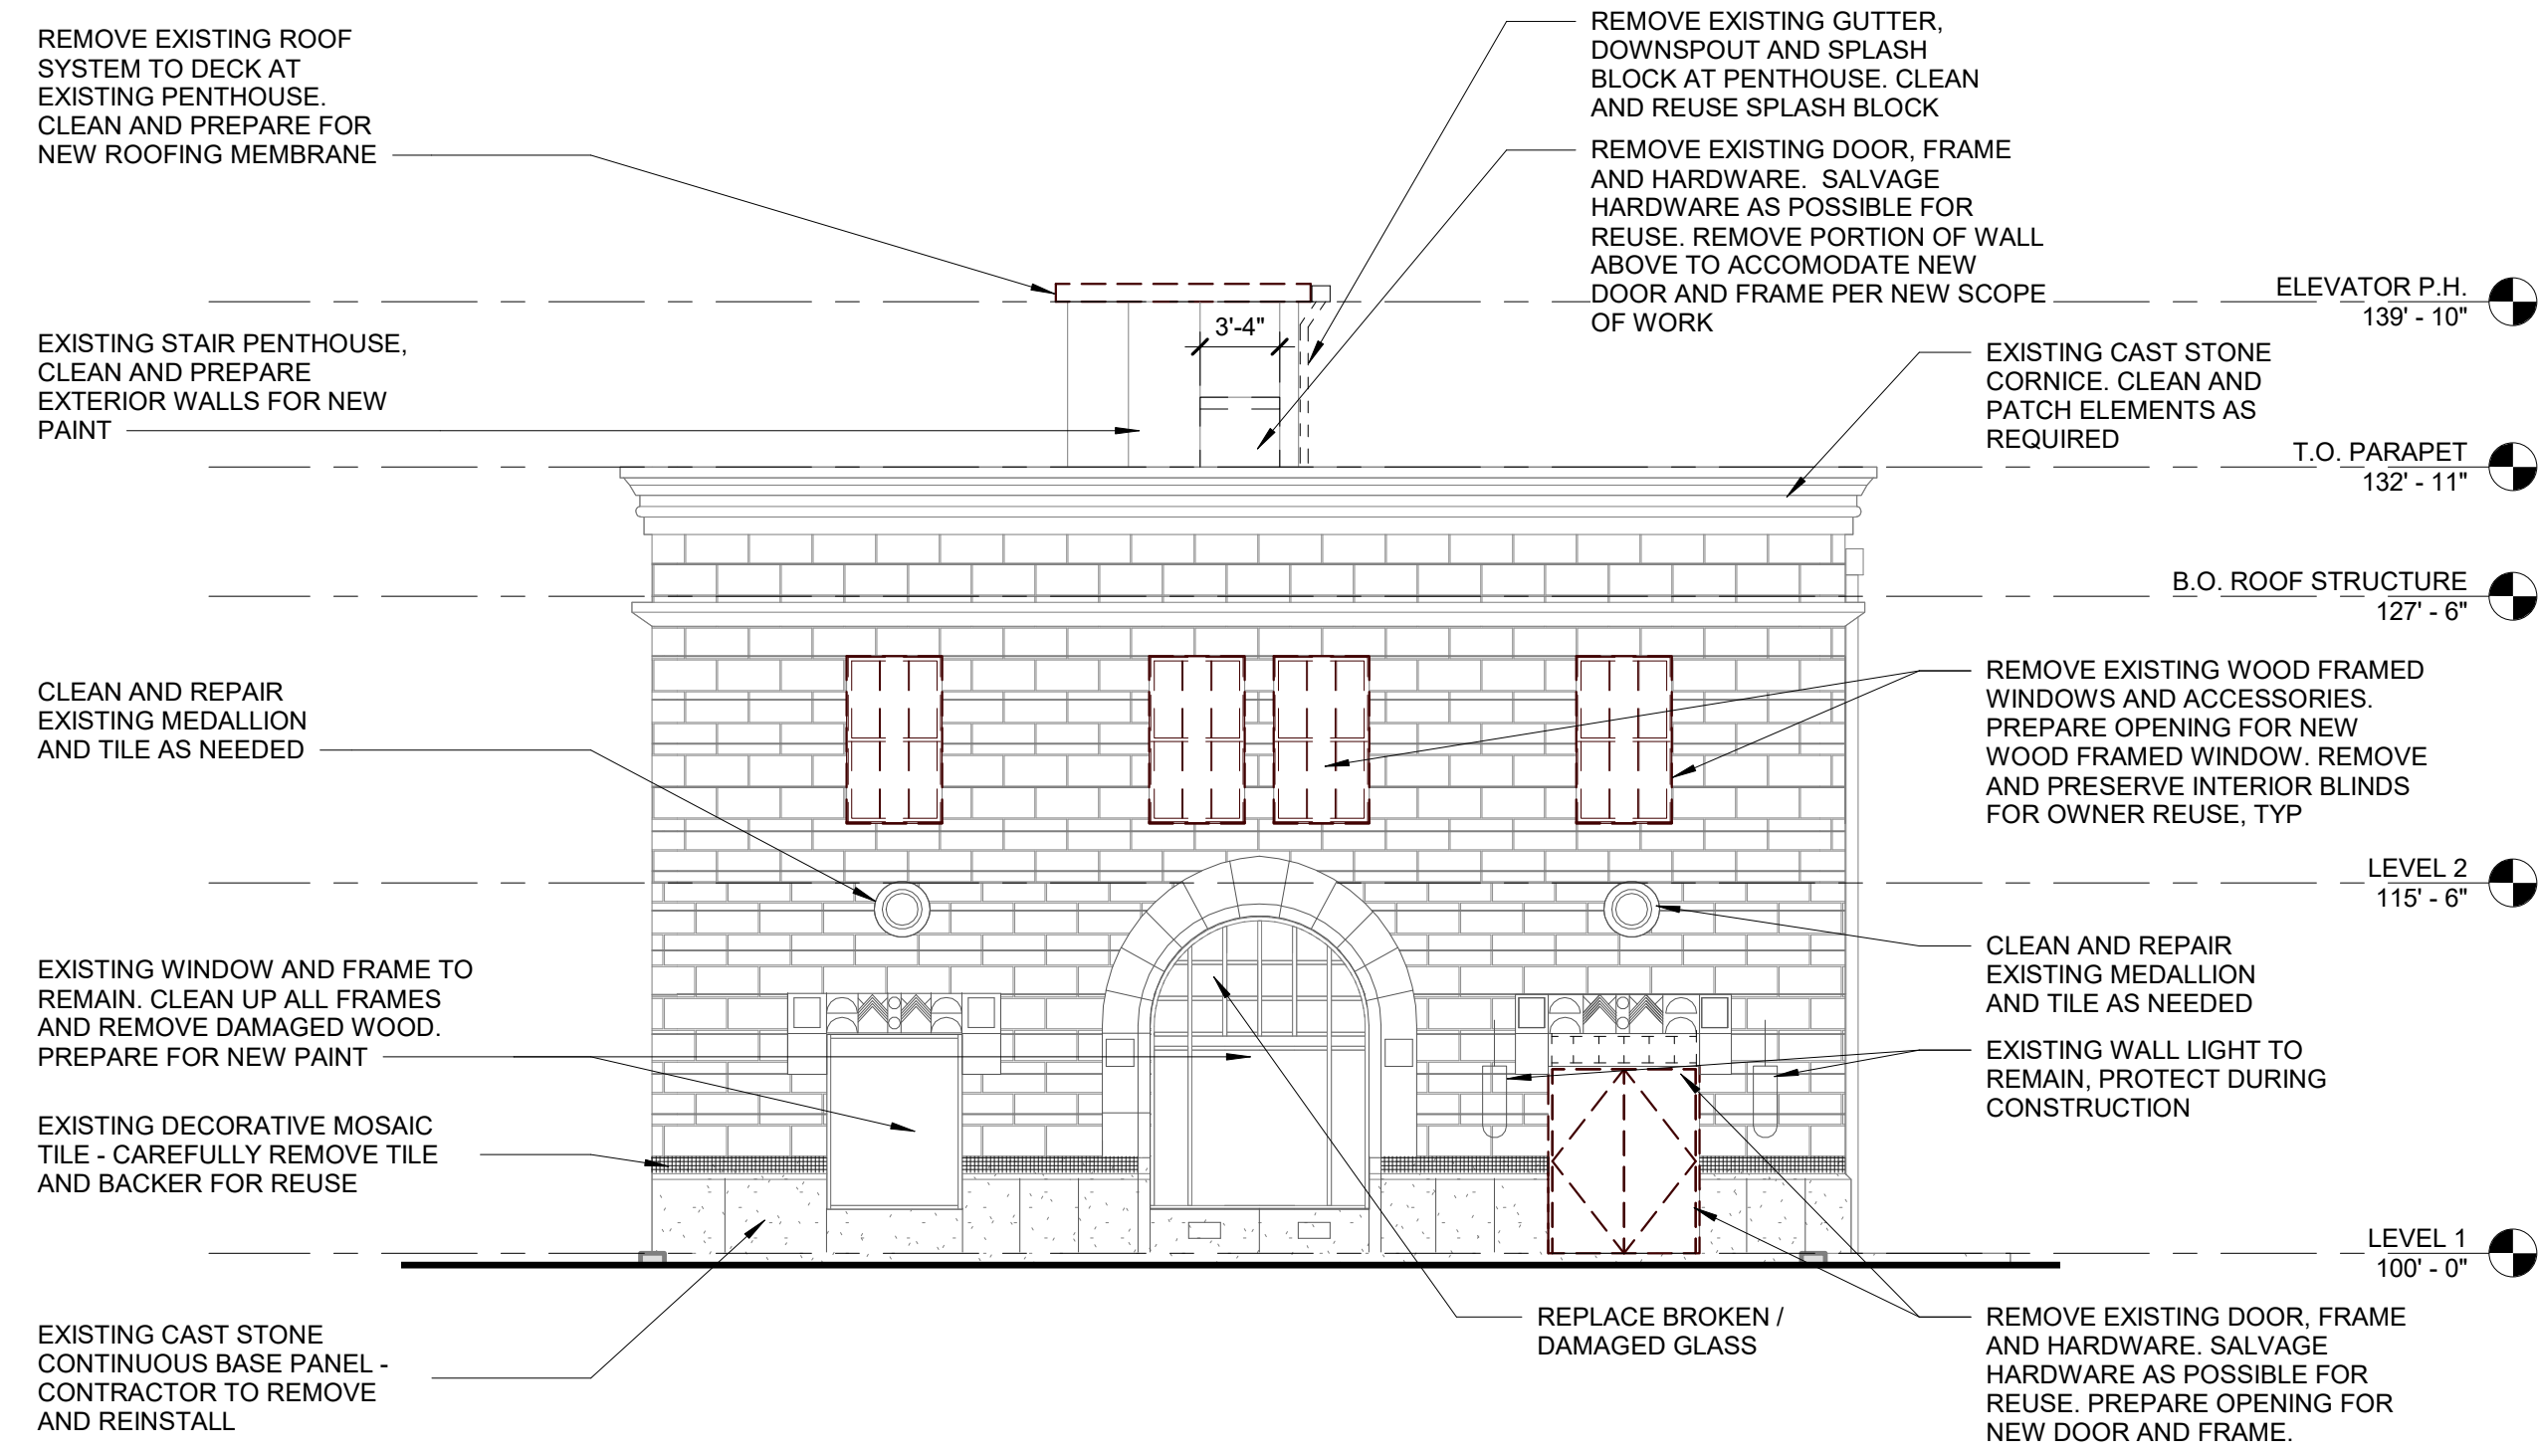 REMOVE EXISTING ROOF
SYSTEM TO DECK AT
EXISTING PENTHOUSE.
CLEAN AND PREPARE FOR
NEW ROOFING MEMBRANE
EXISTING STAIR PENTHOUSE,
CLEAN AND PREPARE
EXTERIOR WALLS FOR NEW
PAINT
CLEAN AND REPAIR
EXISTING MEDALLION
AND TILE AS NEEDED
EXISTING WINDOW AND FRAME TO
REMAIN. CLEAN UP ALL FRAMES
AND REMOVE DAMAGED WOOD.
PREPARE FOR NEW PAINT
EXISTING DECORATIVE MOSAIC
TILE - CAREFULLY REMOVE TILE
AND BACKER FOR REUSE
EXISTING CAST STONE
CONTINUOUS BASE PANEL -
CONTRACTOR TO REMOVE
AND REINSTALL
3'-4"
REMOVE EXISTING GUTTER,
DOWNSPOUT AND SPLASH
BLOCK AT PENTHOUSE. CLEAN
AND REUSE SPLASH BLOCK
REMOVE EXISTING DOOR, FRAME
AND HARDWARE. SALVAGE
HARDWARE AS POSSIBLE FOR
REUSE. REMOVE PORTION OF WALL
ABOVE TO ACCOMODATE NEW
DOOR AND FRAME PER NEW SCOPE
OF WORK
ELEVATOR P.H.
139' - 10"
EXISTING CAST STONE
CORNICE. CLEAN AND
PATCH ELEMENTS AS
REQUIRED
T.O. PARAPET
132' - 11"
B.O. ROOF STRUCTURE
127' - 6"
REMOVE EXISTING WOOD FRAMED
WINDOWS AND ACCESSORIES.
PREPARE OPENING FOR NEW
WOOD FRAMED WINDOW. REMOVE
AND PRESERVE INTERIOR BLINDS
FOR OWNER REUSE, TYP
LEVEL 2
115' - 6"
CLEAN AND REPAIR
EXISTING MEDALLION
AND TILE AS NEEDED
EXISTING WALL LIGHT TO
REMAIN, PROTECT DURING
CONSTRUCTION
LEVEL 1
100' - 0"
REPLACE BROKEN /
DAMAGED GLASS
REMOVE EXISTING DOOR, FRAME
AND HARDWARE. SALVAGE
HARDWARE AS POSSIBLE FOR
REUSE. PREPARE OPENING FOR
NEW DOOR AND FRAME.